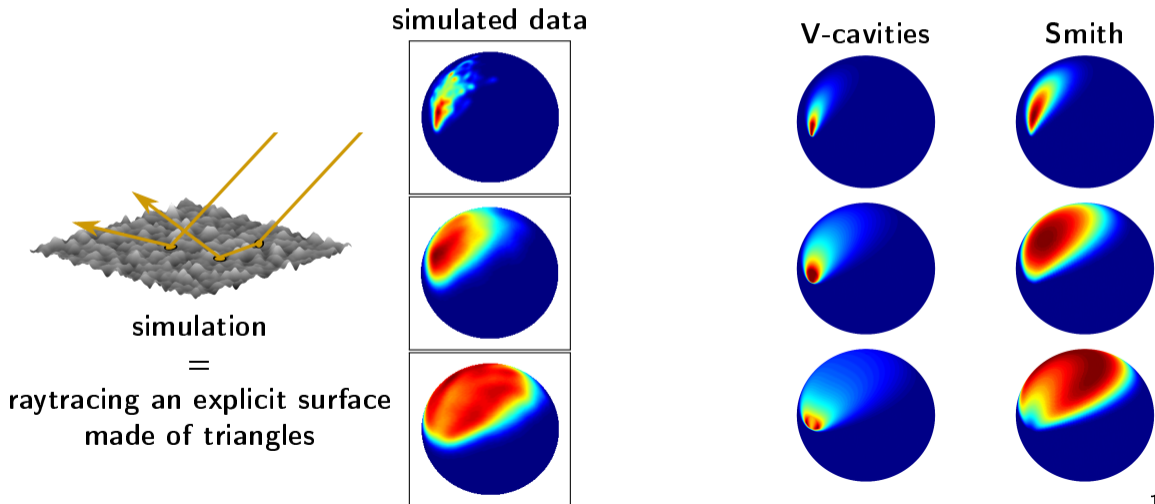 simulated data
V-cavities
Smith
simulation
=
raytracing an explicit surface
made of triangles